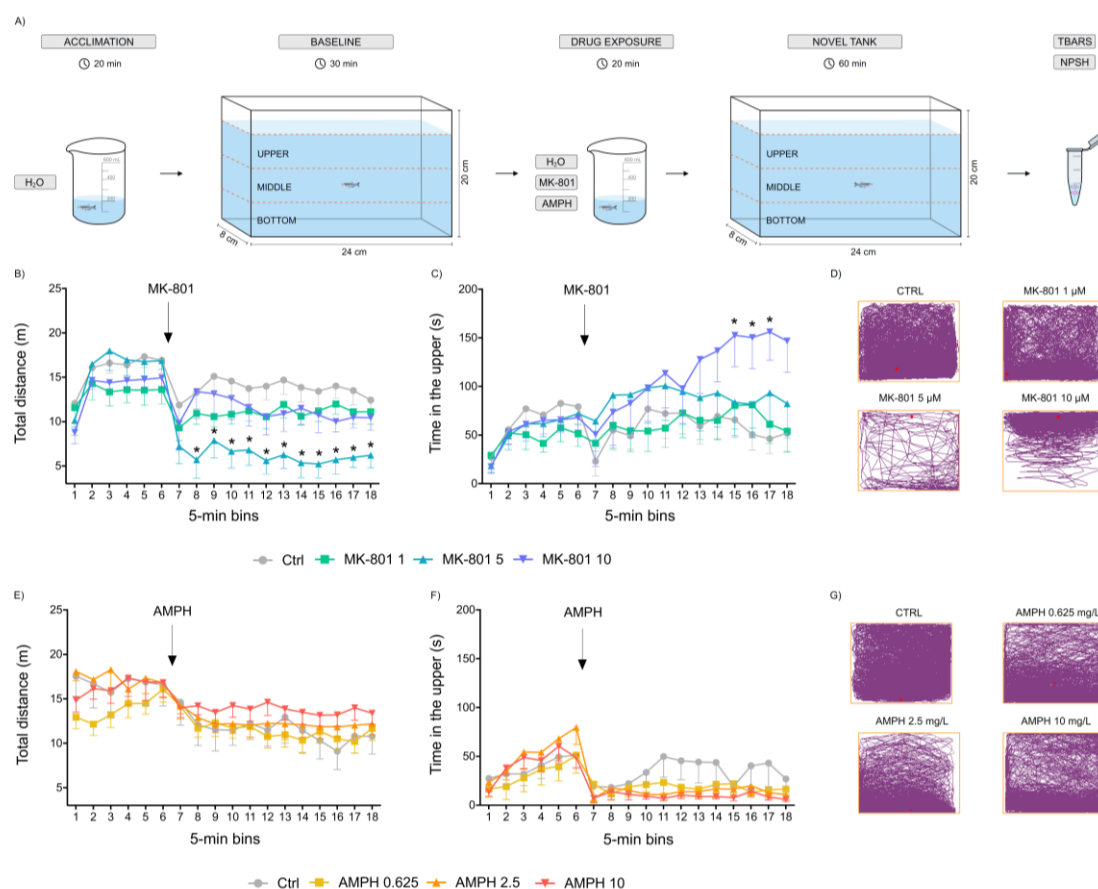 A)
ACCLIMATION
BASELINE
DRUG EXPOSURE
NOVEL TANK
TBARS
20 min
30 min
20 min
60 min
NPSH
H₂O
400
200
UPPER
MIDDLE
BOTTOM
20 cm
8 cm
24 cm
H₂O
MK-801
AMPH
400
200
UPPER
MIDDLE
BOTTOM
20 cm
8 cm
24 cm
B)
MK-801
Total distance (m)
25
20
15
10
5
1 2 3 4 5 6 7 8 9 10 11 12 13 14 15 16 17 18
5-min bins
* * * * * * * * * * *
C)
MK-801
Time in the upper (s)
200
150
100
50
0
1 2 3 4 5 6 7 8 9 10 11 12 13 14 15 16 17 18
5-min bins
* * *
D)
CTRL
MK-801 1 µM
MK-801 5 µM
MK-801 10 µM
Ctrl MK-801 1 MK-801 5 MK-801 10
E)
AMPH
Total distance (m)
25
20
15
10
5
1 2 3 4 5 6 7 8 9 10 11 12 13 14 15 16 17 18
5-min bins
F)
AMPH
Time in the upper (s)
200
150
100
50
0
1 2 3 4 5 6 7 8 9 10 11 12 13 14 15 16 17 18
5-min bins
G)
CTRL
AMPH 0.625 mg/L
AMPH 2.5 mg/L
AMPH 10 mg/L
Ctrl AMPH 0.625 AMPH 2.5 AMPH 10